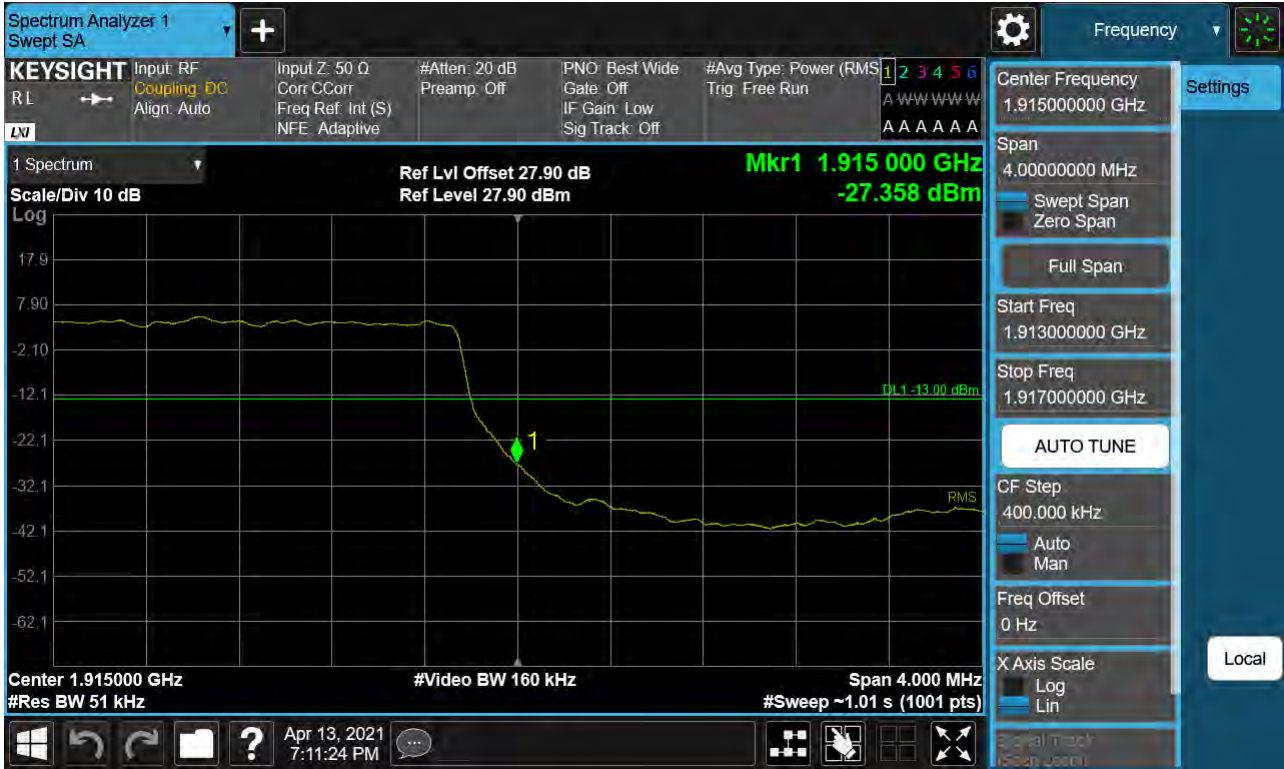 Spectrum Analyzer 1
Swept SA
+
Frequency
KEYSIGHT
RL
LXI
Input: RF
Coupling: DC
Align: Auto
Input Z: 50 Ω
Corr CCorr
Freq Ref: Int (S)
NFE: Adaptive
#Atten: 20 dB
Preamp: Off
PNO: Best Wide
Gate: Off
IF Gain: Low
Sig Track: Off
#Avg Type: Power (RMS
Trig: Free Run
1 2 3 4 5 6
A W W W W W
A A A A A A
1 Spectrum
Scale/Div 10 dB
Log
Ref Lvl Offset 27.90 dB
Ref Level 27.90 dBm
Mkr1 1.915 000 GHz
-27.358 dBm
17.9
7.90
-2.10
-12.1
-22.1
-32.1
-42.1
-52.1
-62.1
DL1 -13.00 dBm
1
RMS
Center 1.915000 GHz
#Res BW 51 kHz
#Video BW 160 kHz
Span 4.000 MHz
#Sweep ~1.01 s (1001 pts)
Center Frequency
1.915000000 GHz
Span
4.00000000 MHz
Swept Span
Zero Span
Full Span
Start Freq
1.913000000 GHz
Stop Freq
1.917000000 GHz
AUTO TUNE
CF Step
400.000 kHz
Auto
Man
Freq Offset
0 Hz
X Axis Scale
Log
Lin
Signal Track
(Span Zoom)
Settings
Local
?
Apr 13, 2021
7:11:24 PM